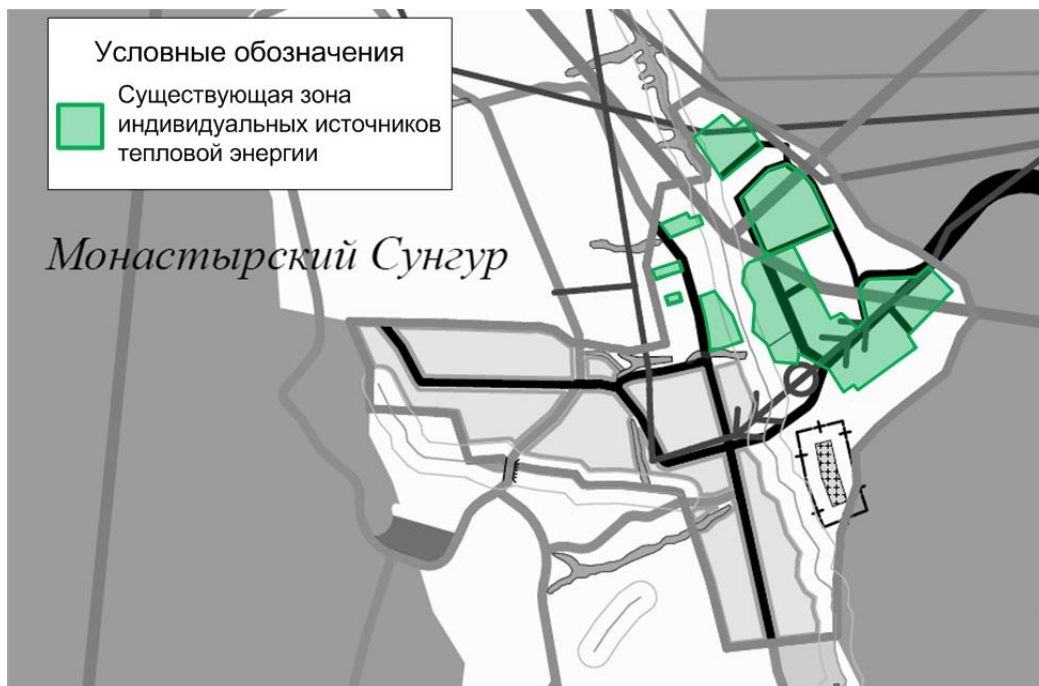 Условные обозначения
Существующая зона
индивидуальных источников
тепловой энергии
Монастырский Сунгур